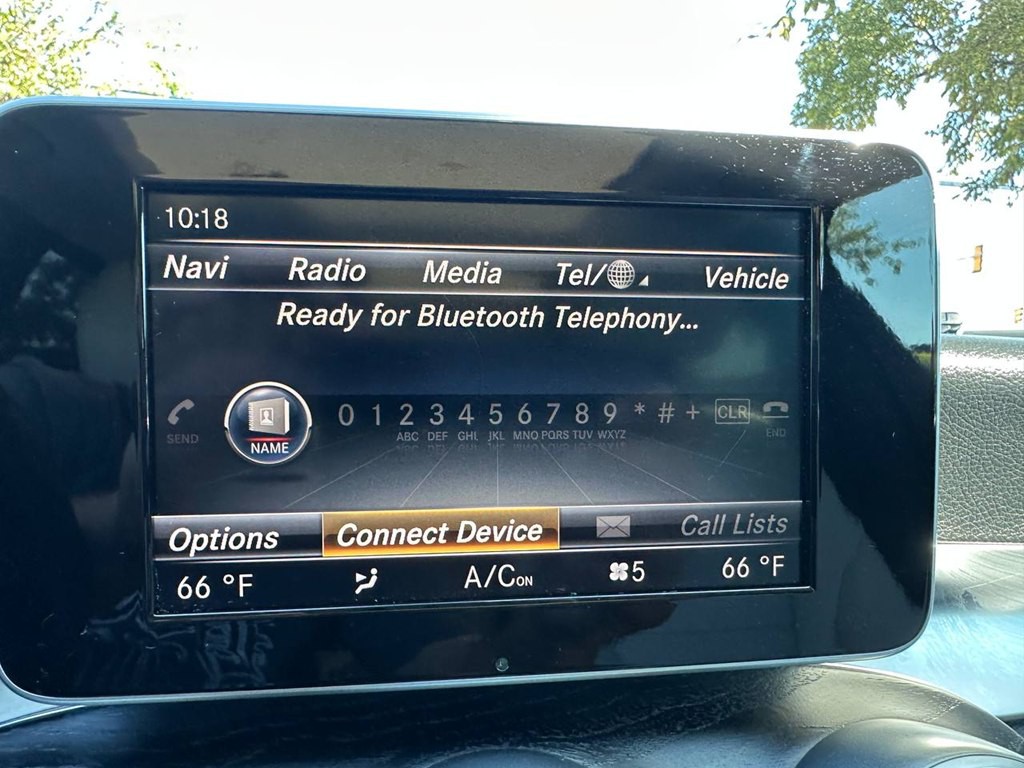 10:18
Navi Radio Media Tel/ Vehicle
Ready for Bluetooth Telephony...
0 1 2 3 4 5 6 7 8 9 * # + CLR
SEND NAME ABC DEF GHI JKL MNO PQRS TUV WXYZ END
Options Connect Device Call Lists
66 °F A/C ON 5 66 °F